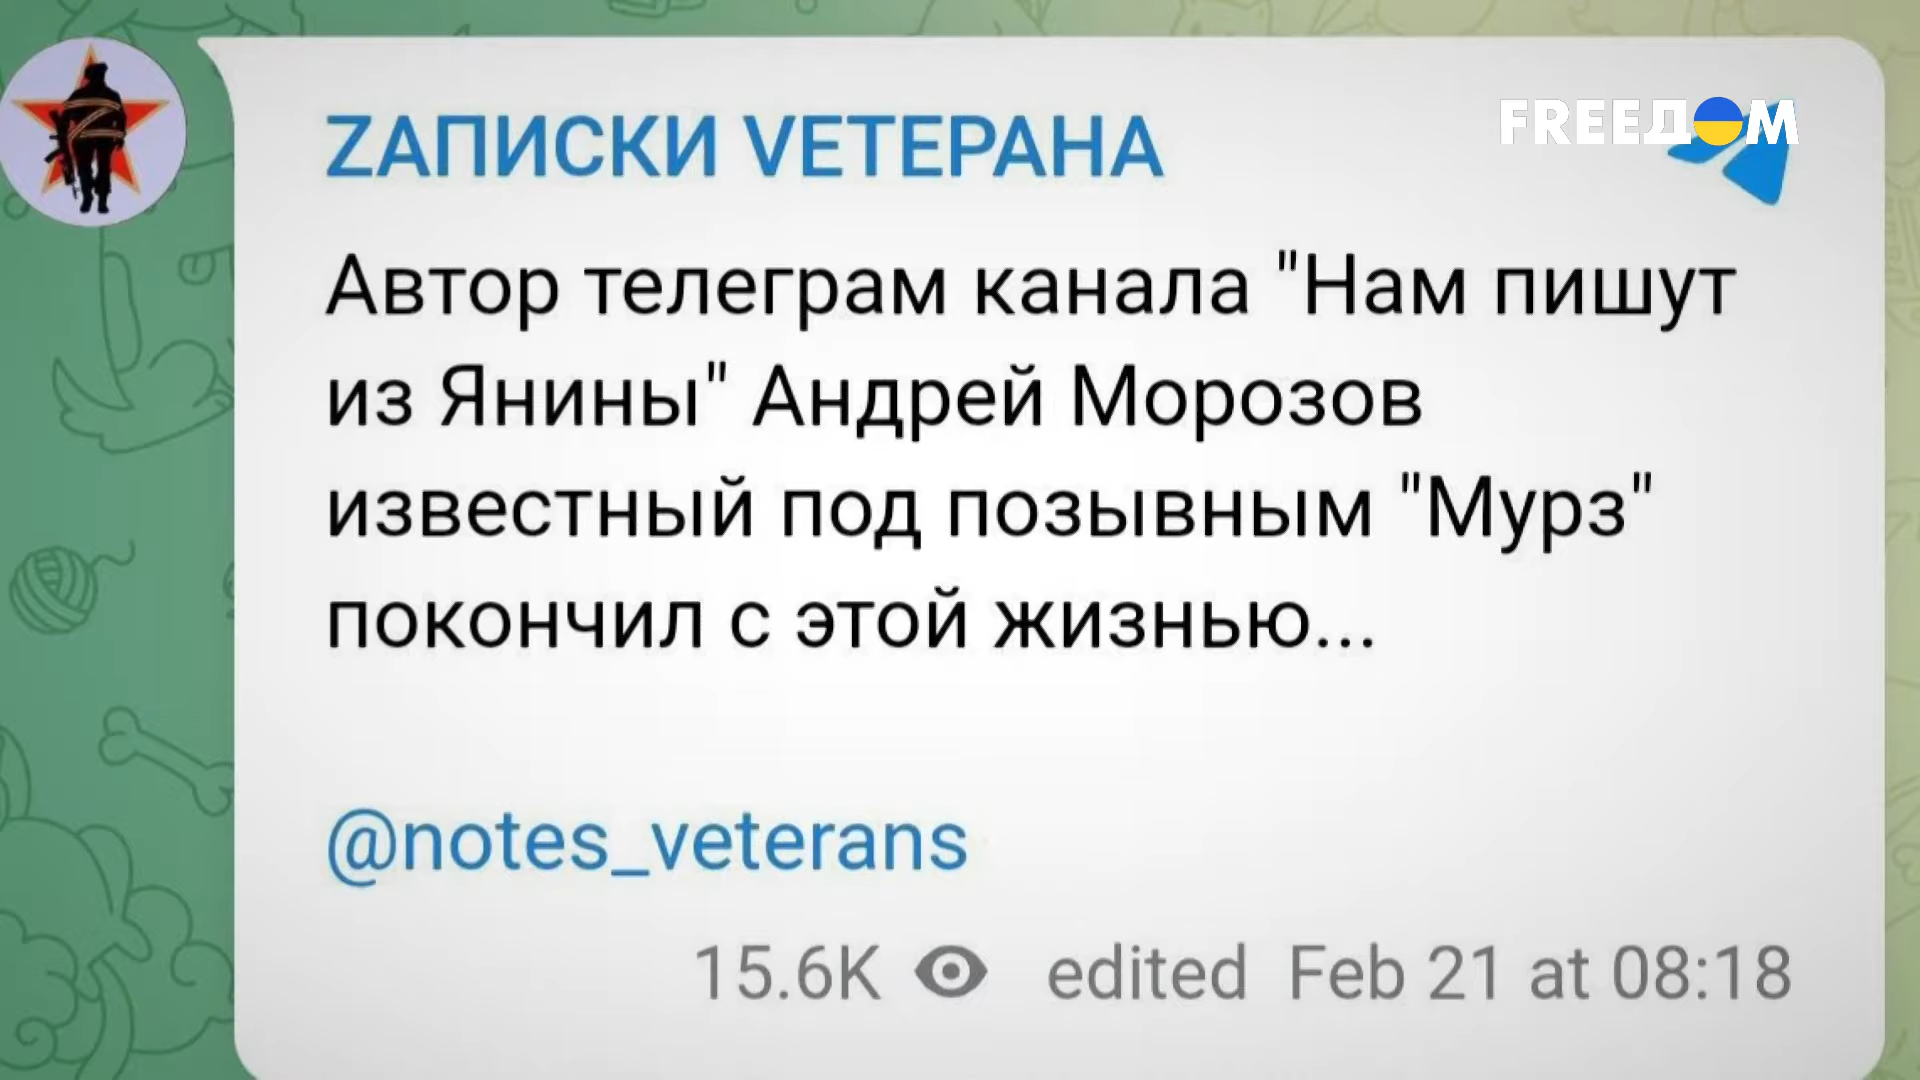 ZАПИСКИ VЕТЕРАНА
FREEДОМ
Автор телеграм канала "Нам пишут
из Янины" Андрей Морозов
известный под позывным "Мурз"
покончил с этой жизнью...
@notes_veterans
15.6K edited Feb 21 at 08:18